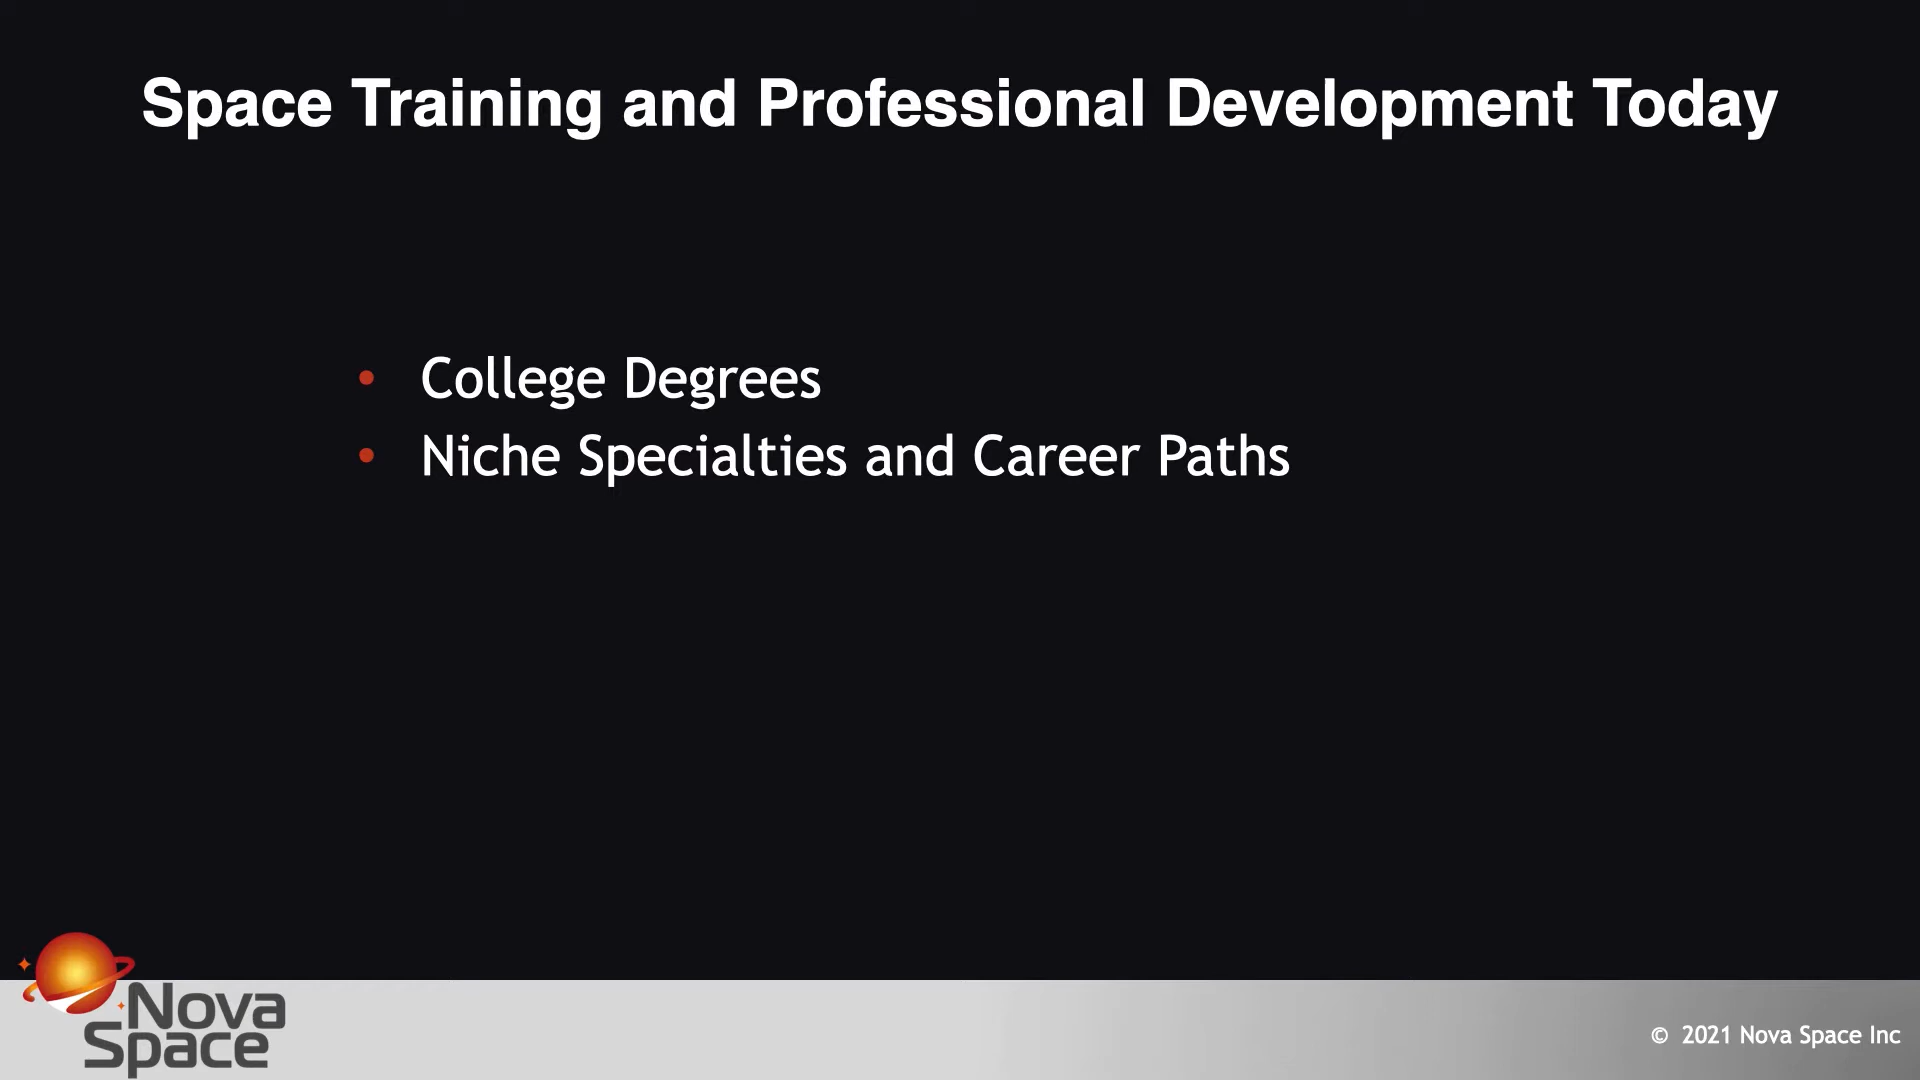 Space Training and Professional Development Today
• College Degrees
• Niche Specialties and Career Paths
Nova
Space
© 2021 Nova Space Inc